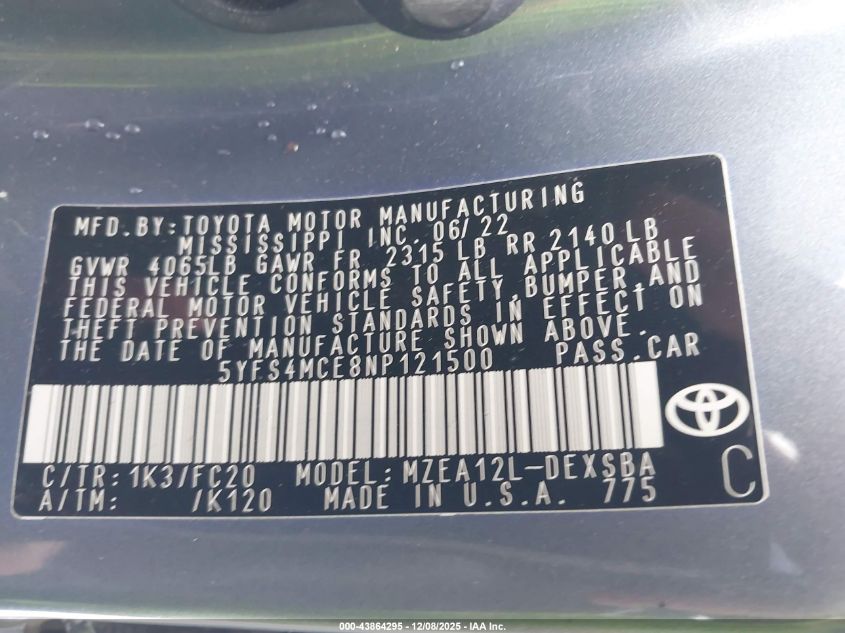 MFD.BY:TOYOTA MOTOR MANUFACTURING
MISSISSIPPI INC. 06/22
GVWR 4065LB GAWR FR 2315 LB RR 2140 LB
THIS VEHICLE CONFORMS TO ALL APPLICABLE
FEDERAL MOTOR VEHICLE SAFETY,BUMPER,AND
THEFT PREVENTION STANDARDS IN EFFECT ON
THE DATE OF MANUFACTURE SHOWN ABOVE.
5YFS4MCE8NP121500 PASS.CAR
C/TR:1K3/FC20 MODEL:MZEA12L-DEXSBA
A/TM: /K120 MADE IN U.S.A. 775
C
000-43864295 - 12/08/2025 - IAA Inc.